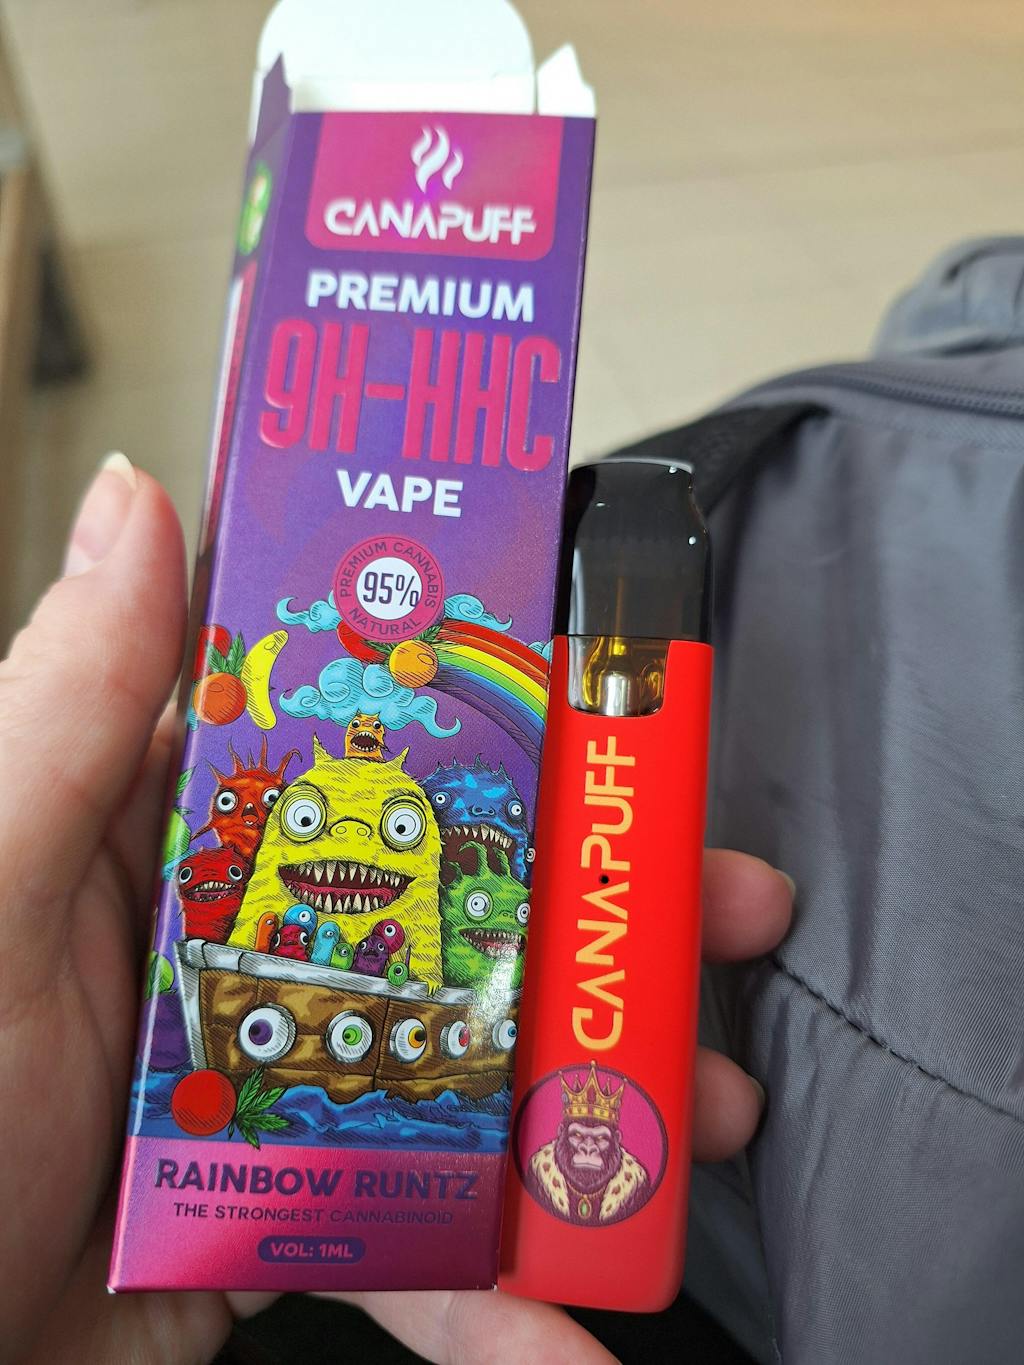 CANAPUFF
PREMIUM
9H-HHC
VAPE
PREMIUM CANNABIS
95%
NATURAL
RAINBOW RUNTZ
THE STRONGEST CANNABINOID
VOL: 1ML
CANAPUFF